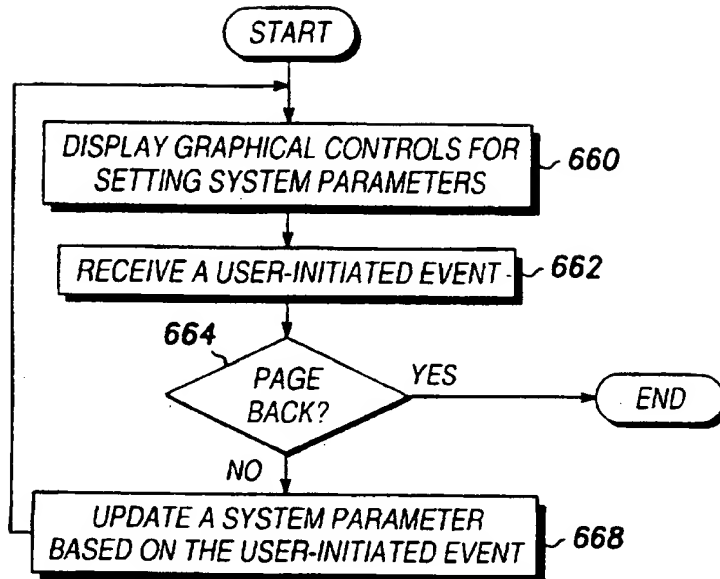 START
DISPLAY GRAPHICAL CONTROLS FOR
SETTING SYSTEM PARAMETERS
660
RECEIVE A USER-INITIATED EVENT
662
664
PAGE
BACK?
YES
END
NO
UPDATE A SYSTEM PARAMETER
BASED ON THE USER-INITIATED EVENT
668